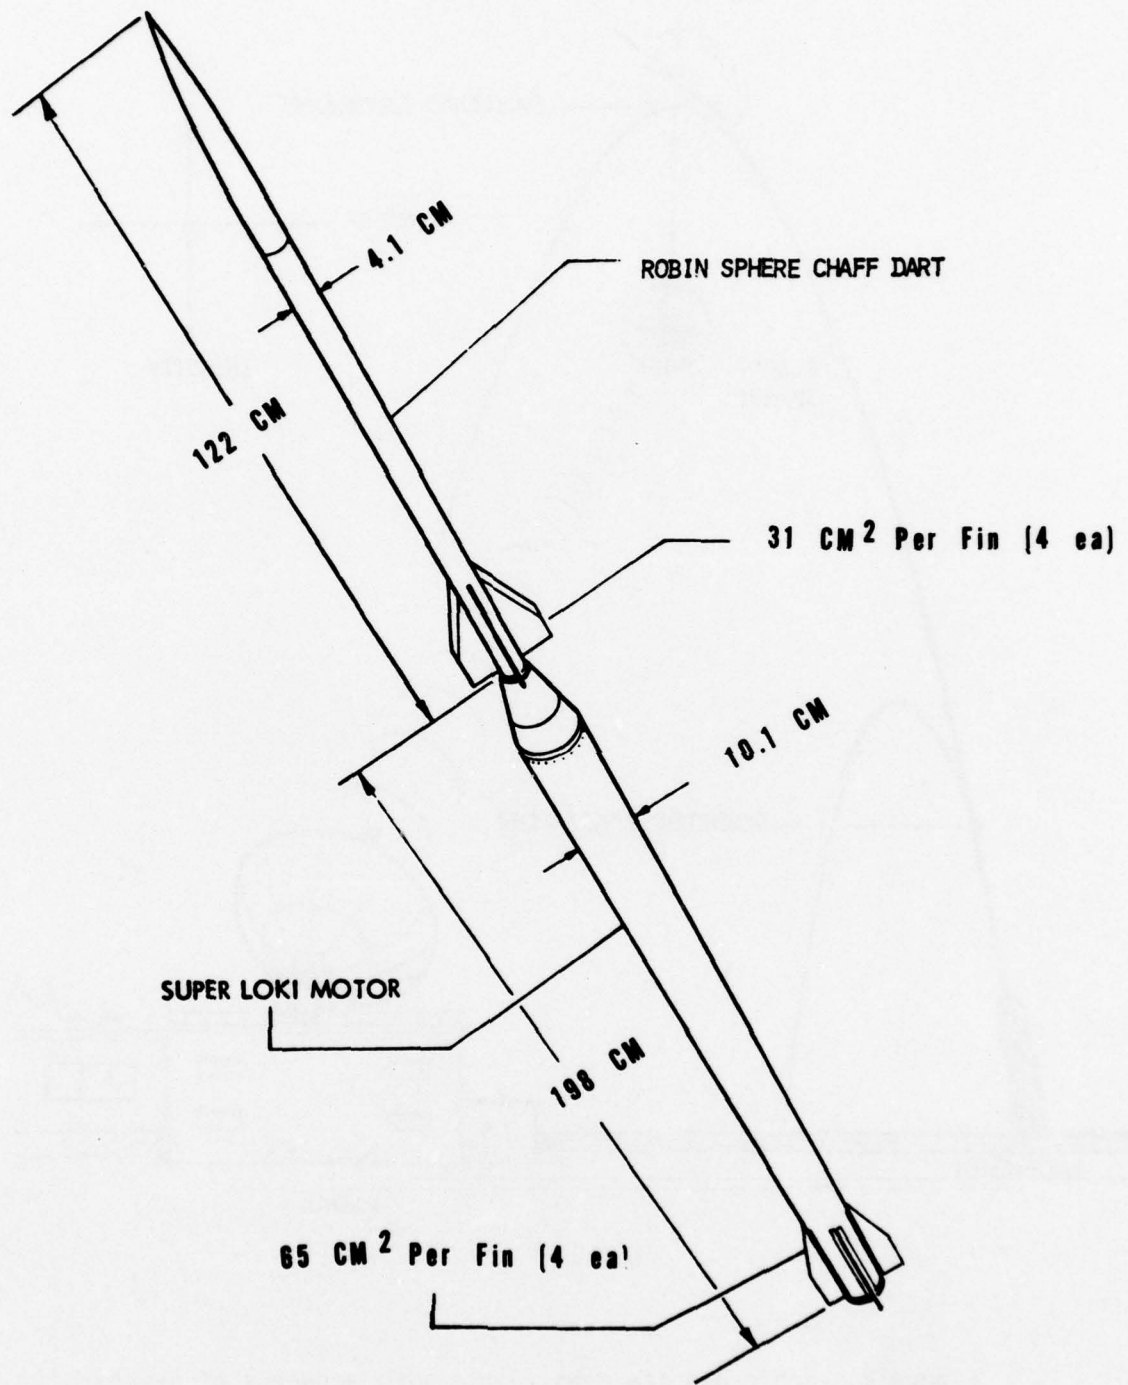 4.1 CM
ROBIN SPHERE CHAFF DART
122 CM
31 CM² Per Fin (4 ea)
10.1 CM
SUPER LOKI MOTOR
198 CM
65 CM² Per Fin (4 ea)